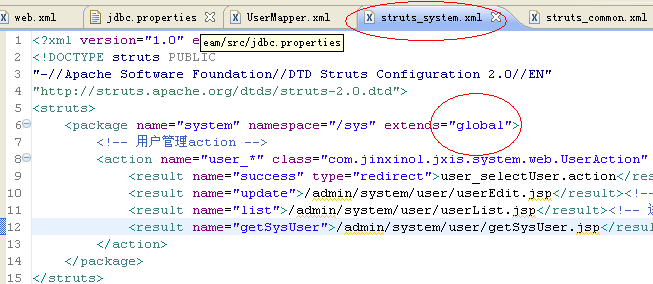 web.xml jdbc.properties UserMapper.xml struts_system.xml struts_common.xml
1 <?xml version="1.0" e
eam/src/jdbc.properties
2 <!DOCTYPE struts PUBLIC
3 "-//Apache Software Foundation//DTD Struts Configuration 2.0//EN"
4 "http://struts.apache.org/dtds/struts-2.0.dtd">
5 <struts>
6 <package name="system" namespace="/sys" extends="global">
7 <!-- 用户管理action -->
8 <action name="user_*" class="com.jinxinol.jxis.system.web.UserAction"
9 <result name="success" type="redirect">user_selectUser.action</res
10 <result name="update">/admin/system/user/userEdit.jsp</result><!--
11 <result name="list">/admin/system/user/userList.jsp</result><!--
12 <result name="getSysUser">/admin/system/user/getSysUser.jsp</resul
13 </action>
14 </package>
15 </struts>